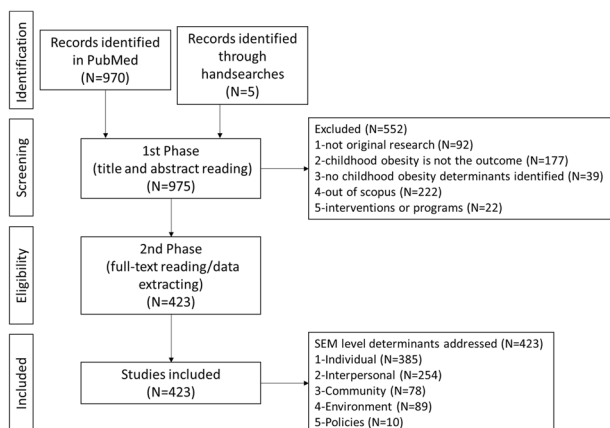 Identification
Records identified
in PubMed
(N=970)
Records identified
through
handsearches
(N=5)
Screening
1st Phase
(title and abstract reading)
(N=975)
Excluded (N=552)
1-not original research (N=92)
2-childhood obesity is not the outcome (N=177)
3-no childhood obesity determinants identified (N=39)
4-out of scopus (N=222)
5-interventions or programs (N=22)
Eligibility
2nd Phase
(full-text reading/data
extracting)
(N=423)
Included
Studies included
(N=423)
SEM level determinants addressed (N=423)
1-Individual (N=385)
2-Interpersonal (N=254)
3-Community (N=78)
4-Environment (N=89)
5-Policies (N=10)